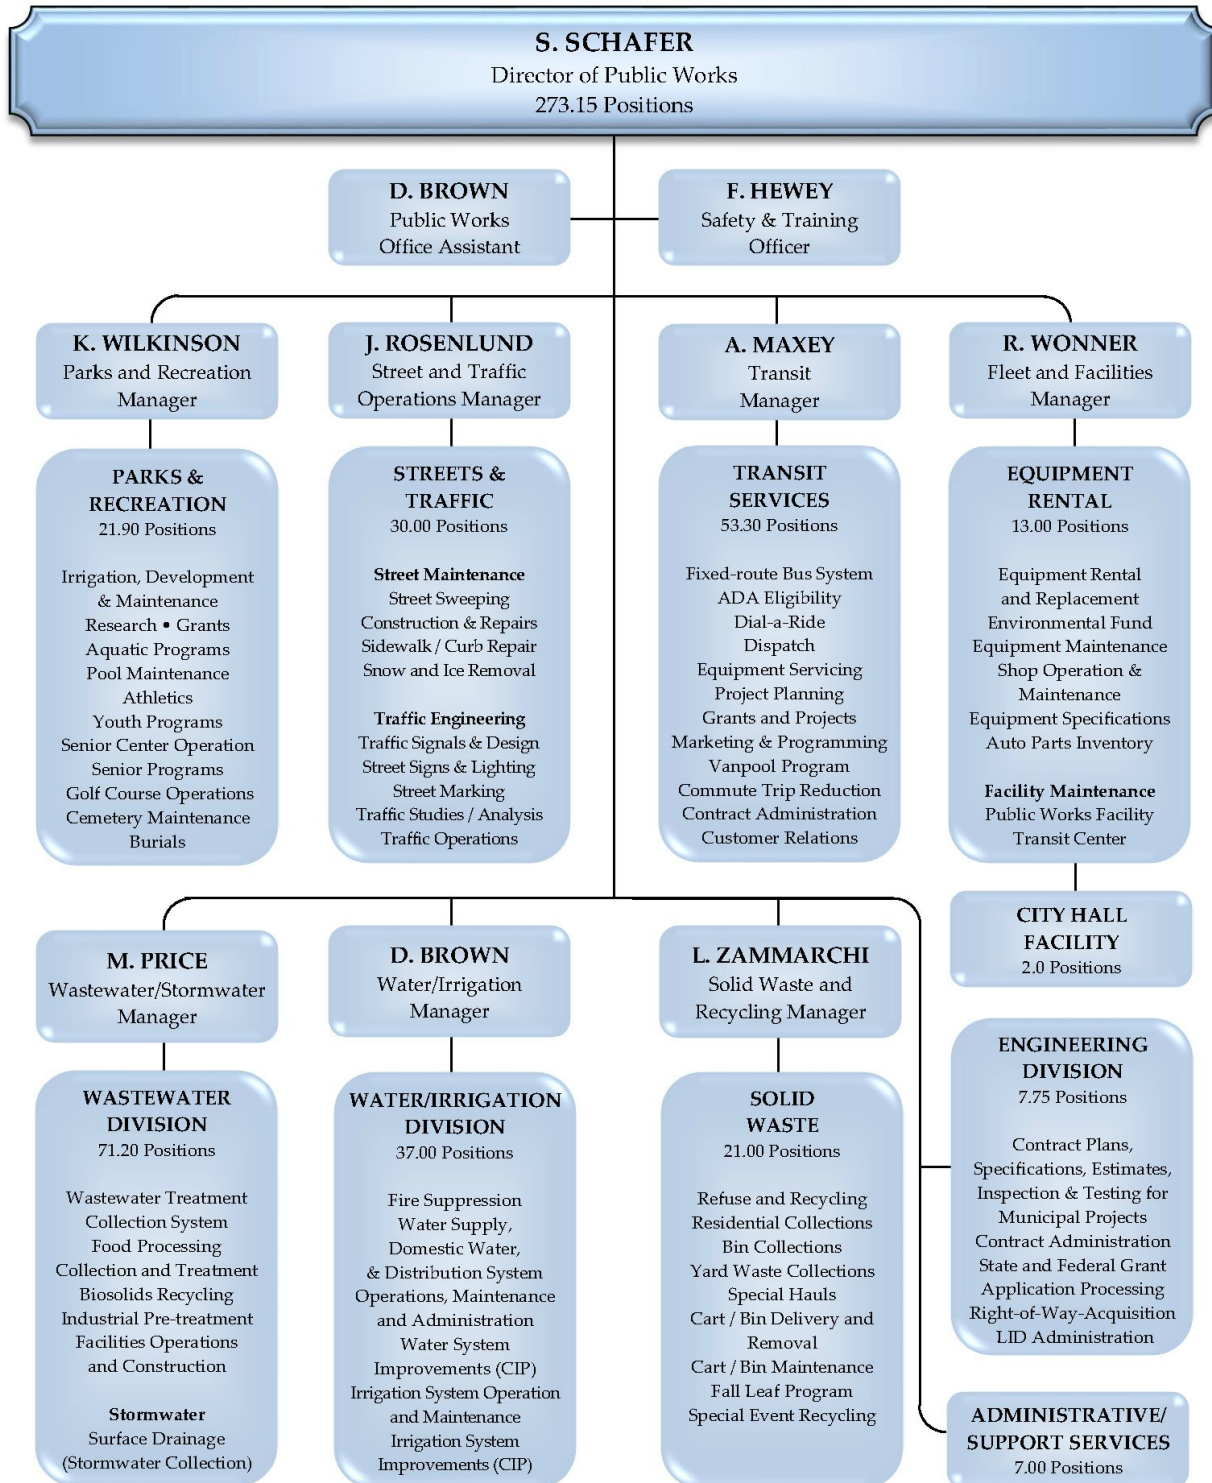 S. SCHAFER
Director of Public Works
273.15 Positions
D. BROWN
Public Works
Office Assistant
F. HEWEY
Safety & Training
Officer
K. WILKINSON
Parks and Recreation
Manager
J. ROSENLUND
Street and Traffic
Operations Manager
A. MAXEY
Transit
Manager
R. WONNER
Fleet and Facilities
Manager
PARKS &
RECREATION
21.90 Positions
Irrigation, Development
& Maintenance
Research • Grants
Aquatic Programs
Pool Maintenance
Athletics
Youth Programs
Senior Center Operation
Senior Programs
Golf Course Operations
Cemetery Maintenance
Burials
STREETS &
TRAFFIC
30.00 Positions
Street Maintenance
Street Sweeping
Construction & Repairs
Sidewalk / Curb Repair
Snow and Ice Removal
Traffic Engineering
Traffic Signals & Design
Street Signs & Lighting
Street Marking
Traffic Studies / Analysis
Traffic Operations
TRANSIT
SERVICES
53.30 Positions
Fixed-route Bus System
ADA Eligibility
Dial-a-Ride
Dispatch
Equipment Servicing
Project Planning
Grants and Projects
Marketing & Programming
Vanpool Program
Commute Trip Reduction
Contract Administration
Customer Relations
EQUIPMENT
RENTAL
13.00 Positions
Equipment Rental
and Replacement
Environmental Fund
Equipment Maintenance
Shop Operation &
Maintenance
Equipment Specifications
Auto Parts Inventory
Facility Maintenance
Public Works Facility
Transit Center
CITY HALL
FACILITY
2.0 Positions
M. PRICE
Wastewater/Stormwater
Manager
D. BROWN
Water/Irrigation
Manager
L. ZAMMARCHI
Solid Waste and
Recycling Manager
WASTEWATER
DIVISION
71.20 Positions
Wastewater Treatment
Collection System
Food Processing
Collection and Treatment
Biosolids Recycling
Industrial Pre-treatment
Facilities Operations
and Construction
Stormwater
Surface Drainage
(Stormwater Collection)
WATER/IRRIGATION
DIVISION
37.00 Positions
Fire Suppression
Water Supply,
Domestic Water,
& Distribution System
Operations, Maintenance
and Administration
Water System
Improvements (CIP)
Irrigation System Operation
and Maintenance
Irrigation System
Improvements (CIP)
SOLID
WASTE
21.00 Positions
Refuse and Recycling
Residential Collections
Bin Collections
Yard Waste Collections
Special Hauls
Cart / Bin Delivery and
Removal
Cart / Bin Maintenance
Fall Leaf Program
Special Event Recycling
ENGINEERING
DIVISION
7.75 Positions
Contract Plans,
Specifications, Estimates,
Inspection & Testing for
Municipal Projects
Contract Administration
State and Federal Grant
Application Processing
Right-of-Way-Acquisition
LID Administration
ADMINISTRATIVE/
SUPPORT SERVICES
7.00 Positions